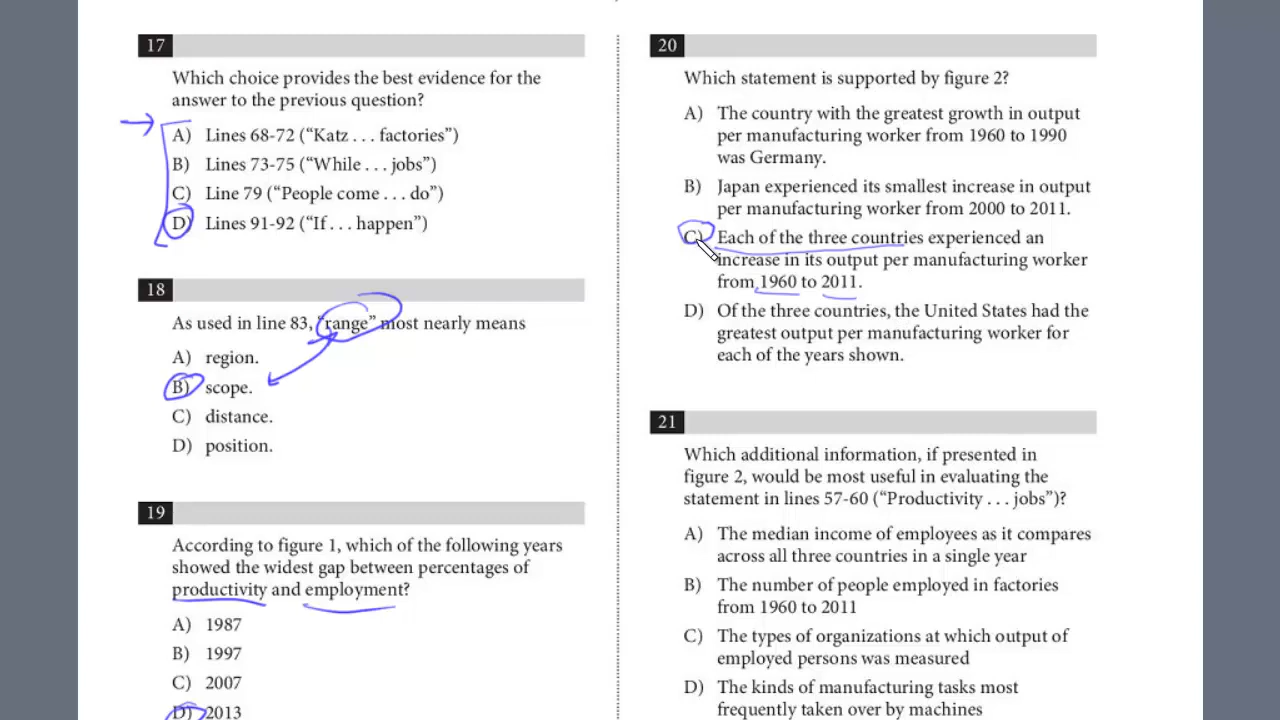 17
Which choice provides the best evidence for the
answer to the previous question?
A) Lines 68-72 (“Katz . . . factories”)
B) Lines 73-75 (“While . . . jobs”)
C) Line 79 (“People come . . . do”)
D) Lines 91-92 (“If . . . happen”)
18
As used in line 83, “range” most nearly means
A) region.
B) scope.
C) distance.
D) position.
19
According to figure 1, which of the following years
showed the widest gap between percentages of
productivity and employment?
A) 1987
B) 1997
C) 2007
D) 2013
20
Which statement is supported by figure 2?
A) The country with the greatest growth in output
per manufacturing worker from 1960 to 1990
was Germany.
B) Japan experienced its smallest increase in output
per manufacturing worker from 2000 to 2011.
C) Each of the three countries experienced an
increase in its output per manufacturing worker
from 1960 to 2011.
D) Of the three countries, the United States had the
greatest output per manufacturing worker for
each of the years shown.
21
Which additional information, if presented in
figure 2, would be most useful in evaluating the
statement in lines 57-60 (“Productivity . . . jobs”)?
A) The median income of employees as it compares
across all three countries in a single year
B) The number of people employed in factories
from 1960 to 2011
C) The types of organizations at which output of
employed persons was measured
D) The kinds of manufacturing tasks most
frequently taken over by machines